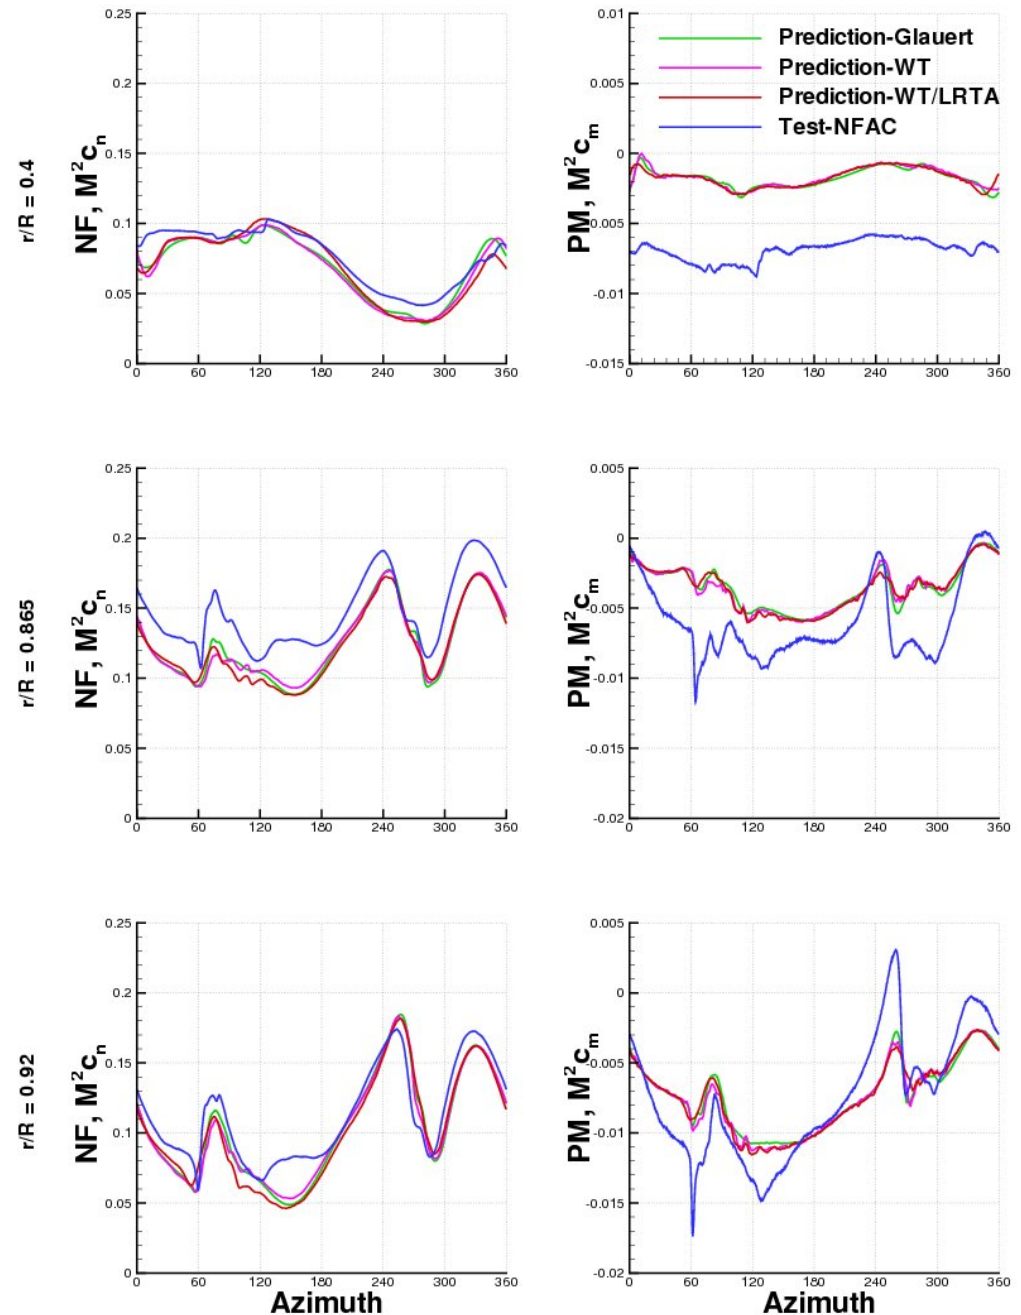 r/R = 0.4
NF, M²cₙ
0.25
0.2
0.15
0.1
0.05
0
0 60 120 180 240 300 360
PM, M²cₘ
0.01
0.005
0
-0.005
-0.01
-0.015
0 60 120 180 240 300 360
Prediction-Glauert
Prediction-WT
Prediction-WT/LRTA
Test-NFAC
r/R = 0.865
NF, M²cₙ
0.25
0.2
0.15
0.1
0.05
0
0 60 120 180 240 300 360
PM, M²cₘ
0.005
0
-0.005
-0.01
-0.015
-0.02
0 60 120 180 240 300 360
r/R = 0.92
NF, M²cₙ
0.25
0.2
0.15
0.1
0.05
0
0 60 120 180 240 300 360
Azimuth
PM, M²cₘ
0.005
0
-0.005
-0.01
-0.015
-0.02
0 60 120 180 240 300 360
Azimuth